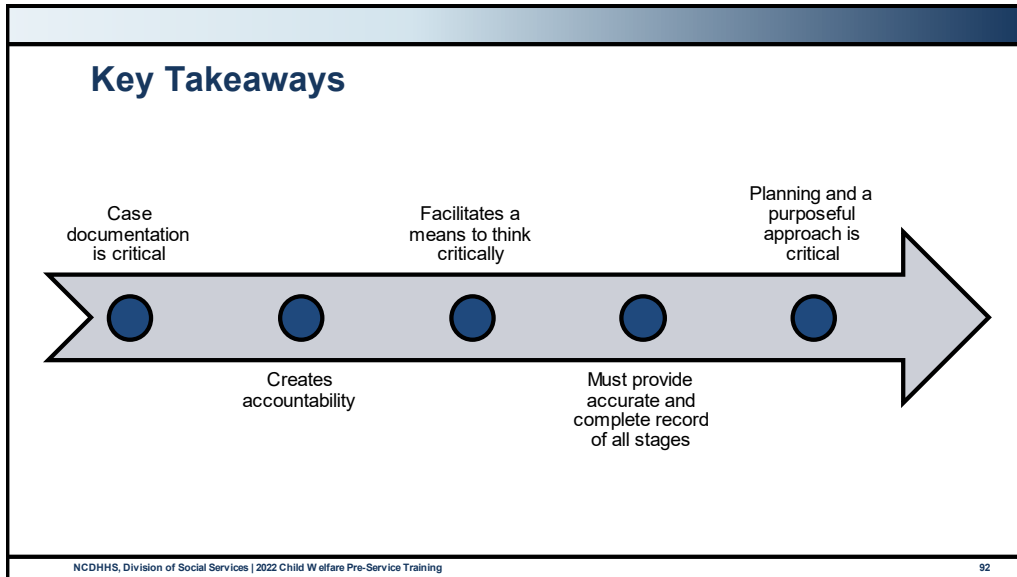 Key Takeaways
Case
documentation
is critical
Creates
accountability
Facilitates a
means to think
critically
Must provide
accurate and
complete record
of all stages
Planning and a
purposeful
approach is
critical
NCDHHS, Division of Social Services | 2022 Child Welfare Pre-Service Training
92